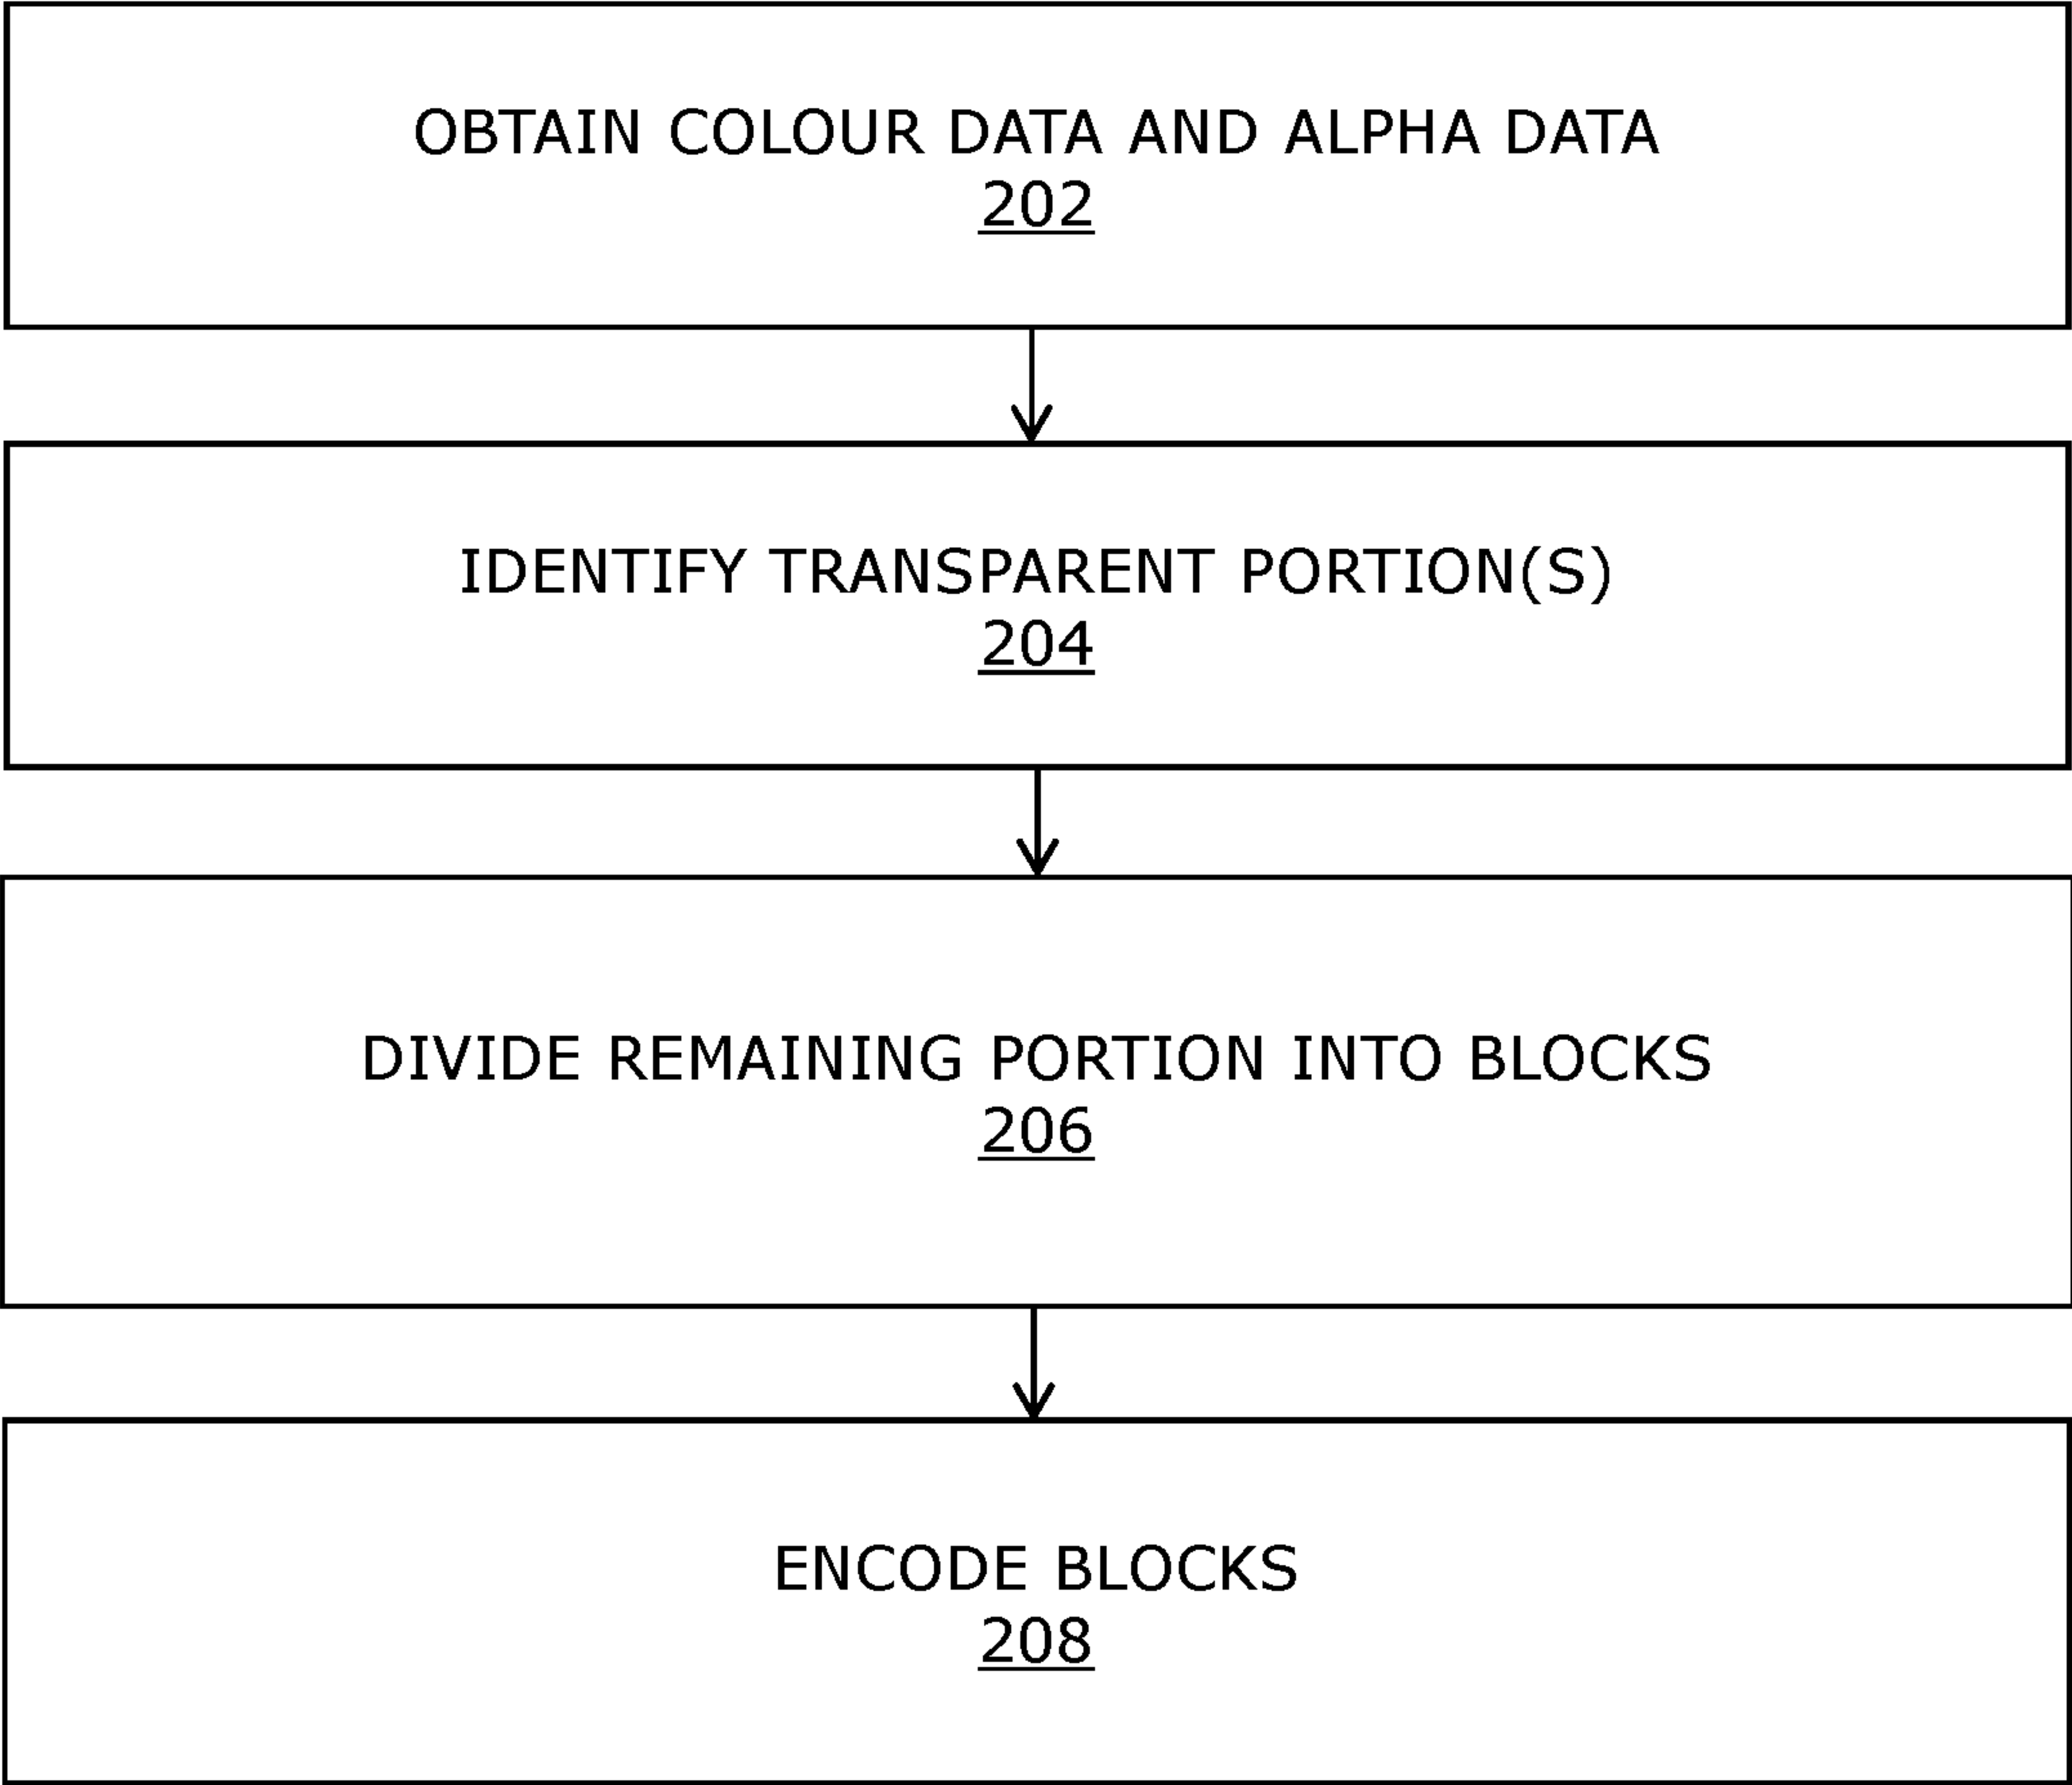 OBTAIN COLOUR DATA AND ALPHA DATA
202
IDENTIFY TRANSPARENT PORTION(S)
204
DIVIDE REMAINING PORTION INTO BLOCKS
206
ENCODE BLOCKS
208